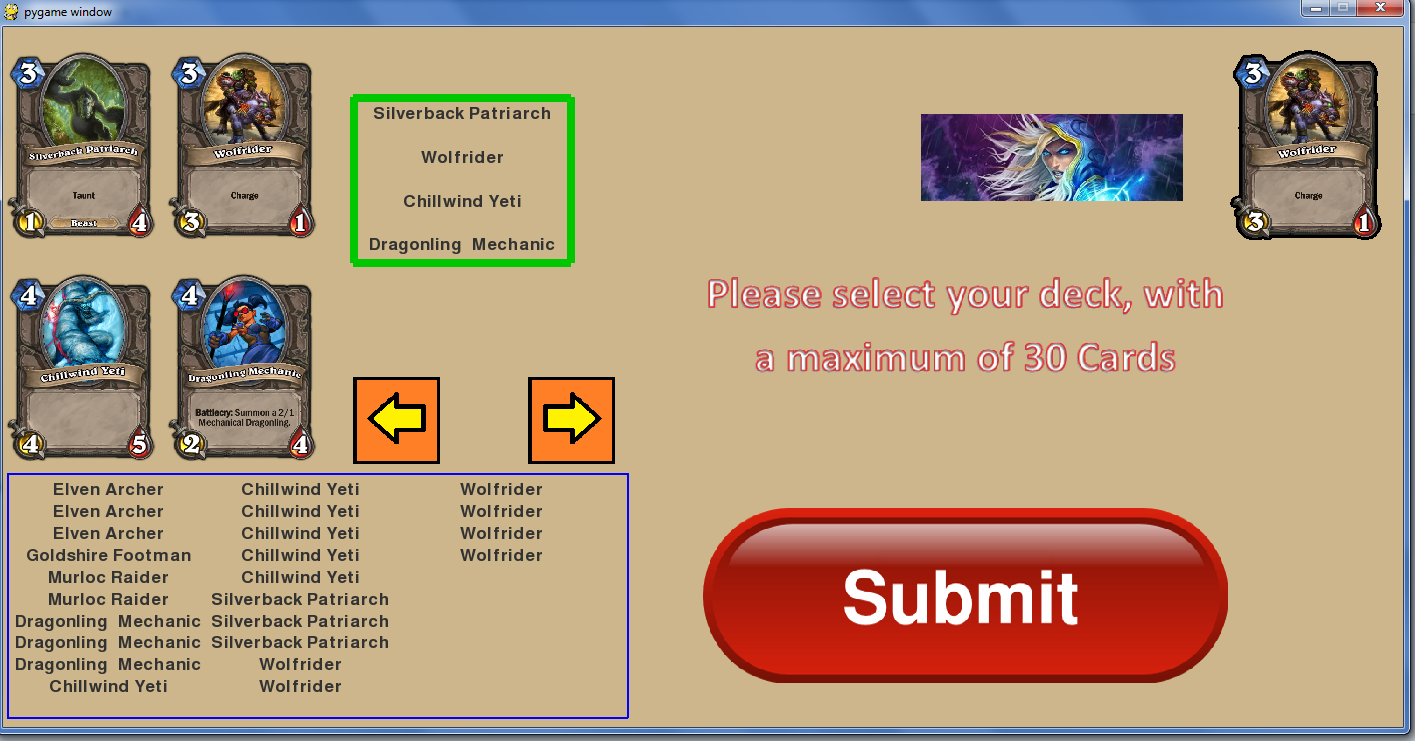 pygame window
3
Silverback Patriarch
Taunt
1
Beast
4
3
Wolfrider
Charge
3
1
Silverback Patriarch
Wolfrider
Chillwind Yeti
Dragonling Mechanic
3
Wolfrider
Charge
3
1
4
Chillwind Yeti
4
5
4
Dragonling Mechanic
Battlecry: Summon a 2/1
Mechanical Dragonling.
2
4
Please select your deck, with
a maximum of 30 Cards
Elven Archer Chillwind Yeti Wolfrider
Elven Archer Chillwind Yeti Wolfrider
Elven Archer Chillwind Yeti Wolfrider
Goldshire Footman Chillwind Yeti Wolfrider
Murloc Raider Chillwind Yeti
Murloc Raider Silverback Patriarch
Dragonling Mechanic Silverback Patriarch
Dragonling Mechanic Silverback Patriarch
Dragonling Mechanic Wolfrider
Chillwind Yeti Wolfrider
Submit